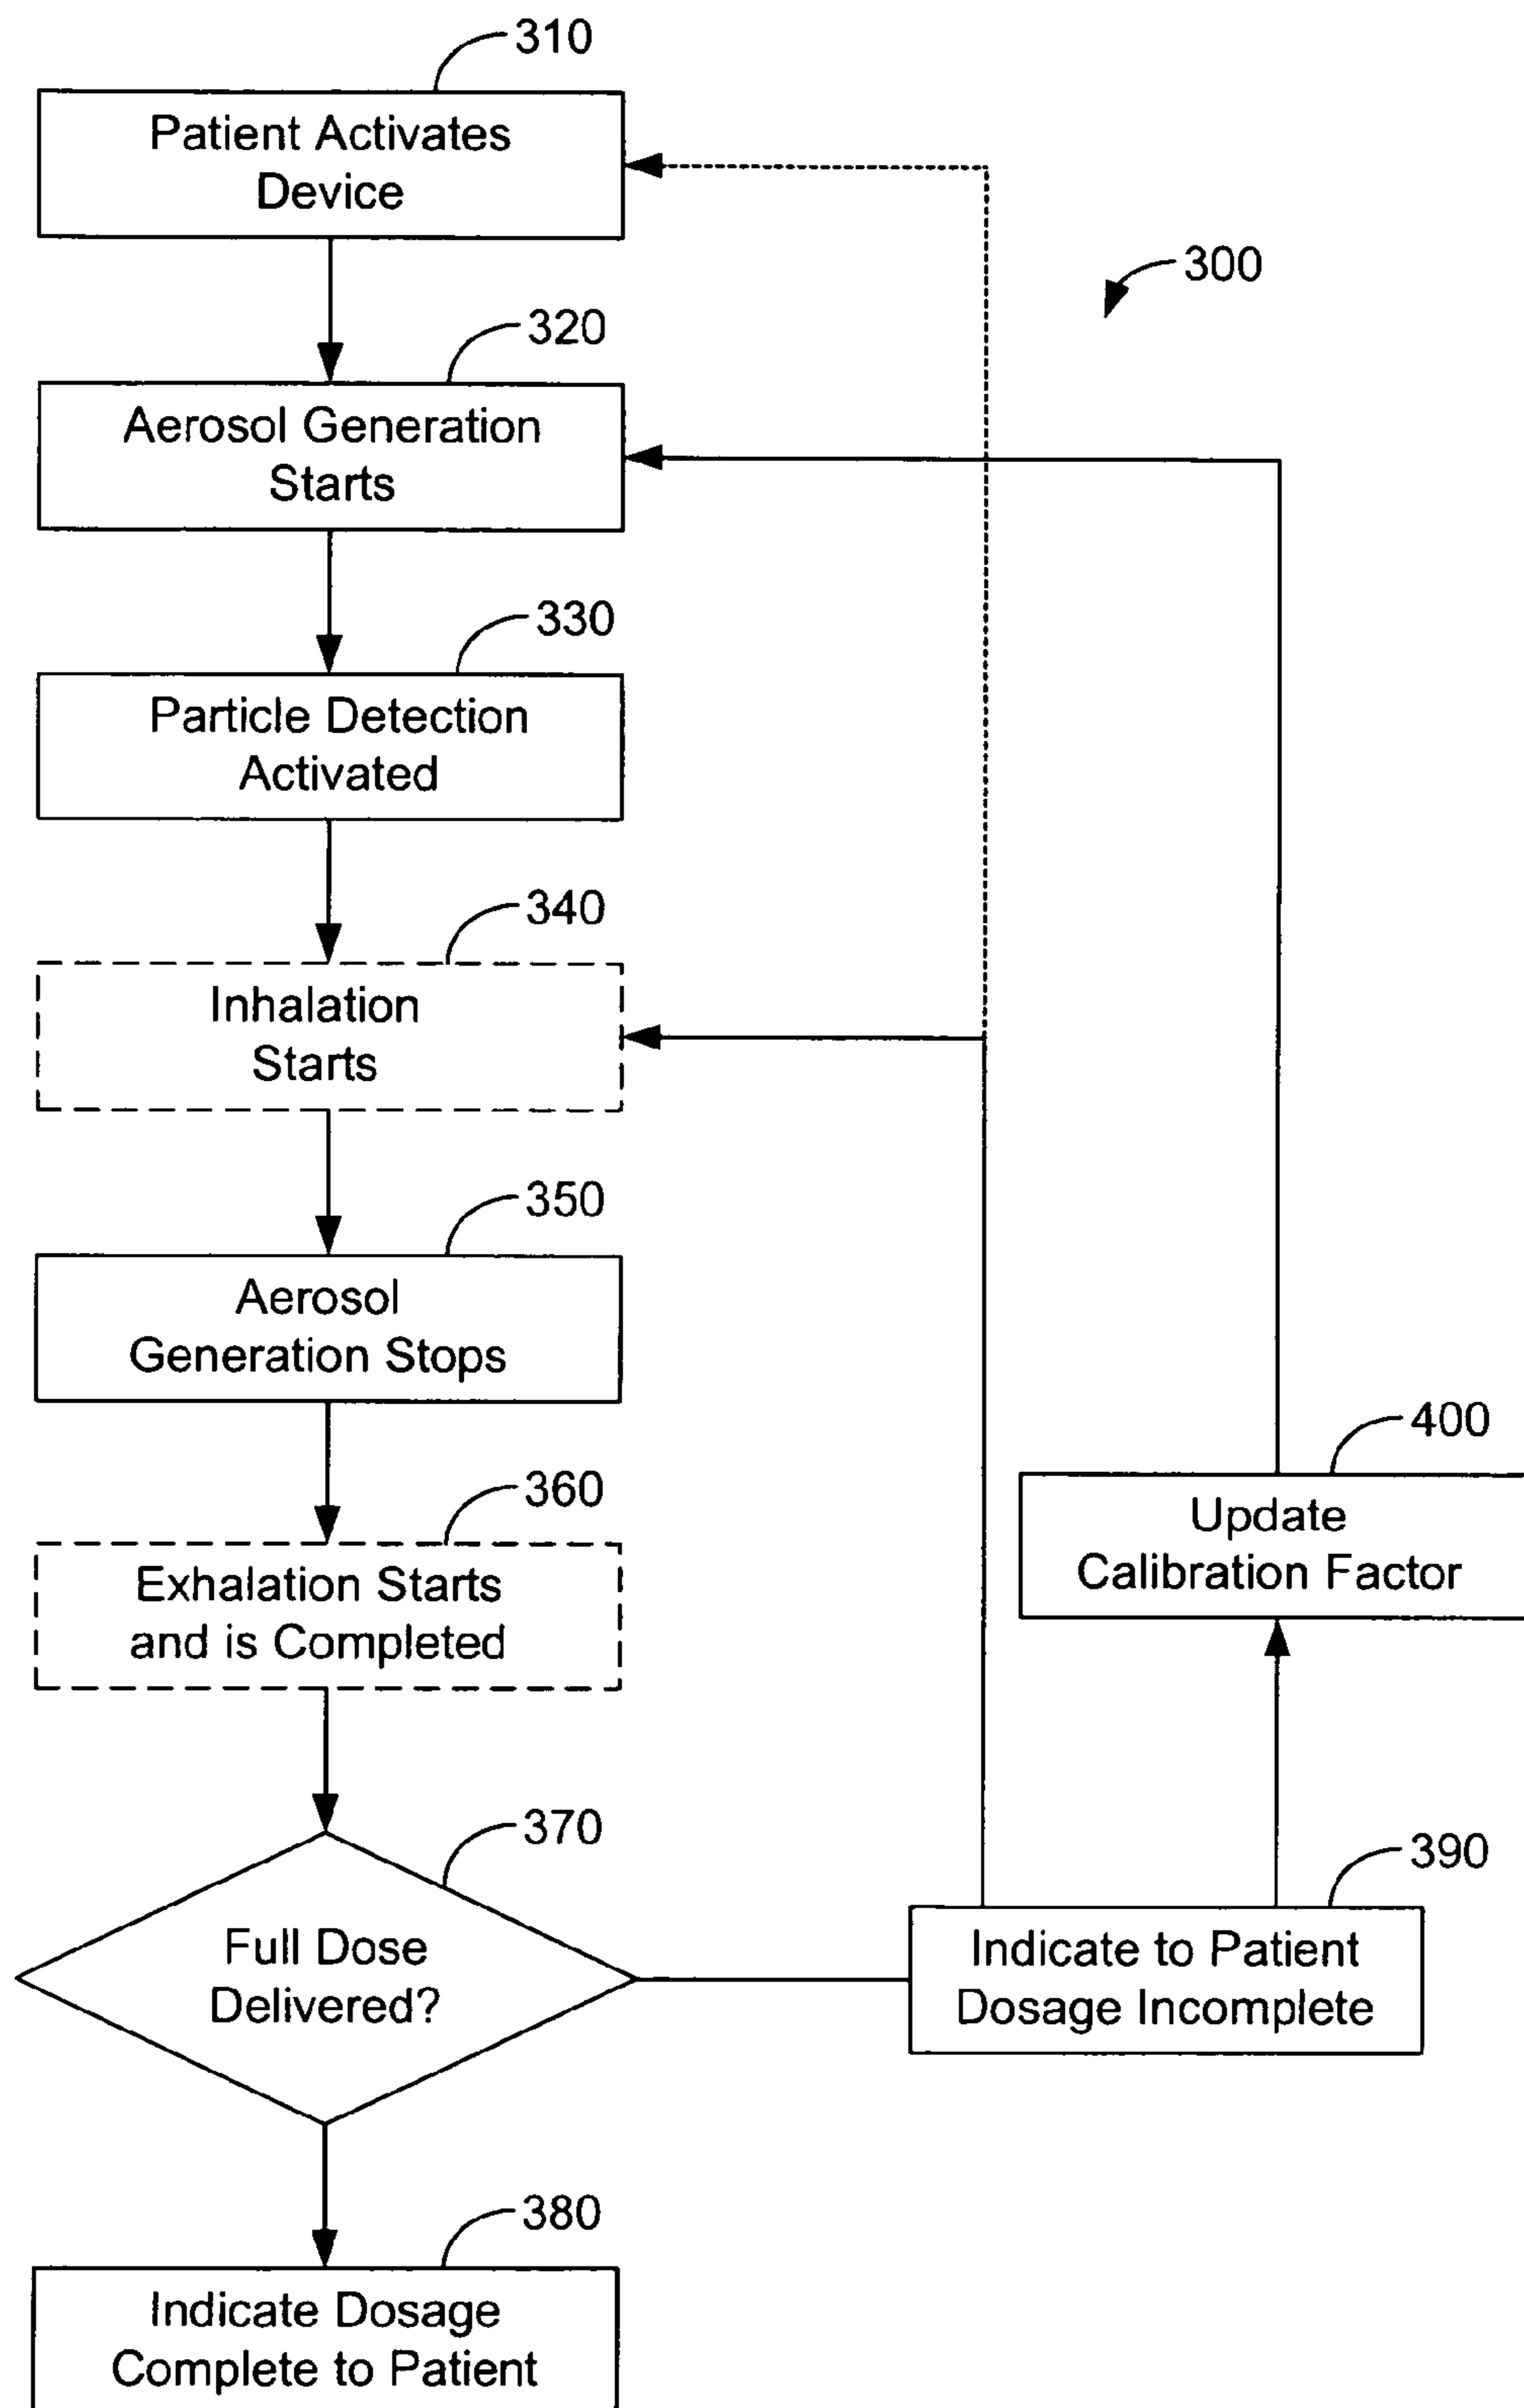 310
Patient Activates
Device
300
320
Aerosol Generation
Starts
330
Particle Detection
Activated
340
Inhalation
Starts
350
Aerosol
Generation Stops
400
Update
Calibration Factor
360
Exhalation Starts
and is Completed
370
Full Dose
Delivered?
390
Indicate to Patient
Dosage Incomplete
380
Indicate Dosage
Complete to Patient